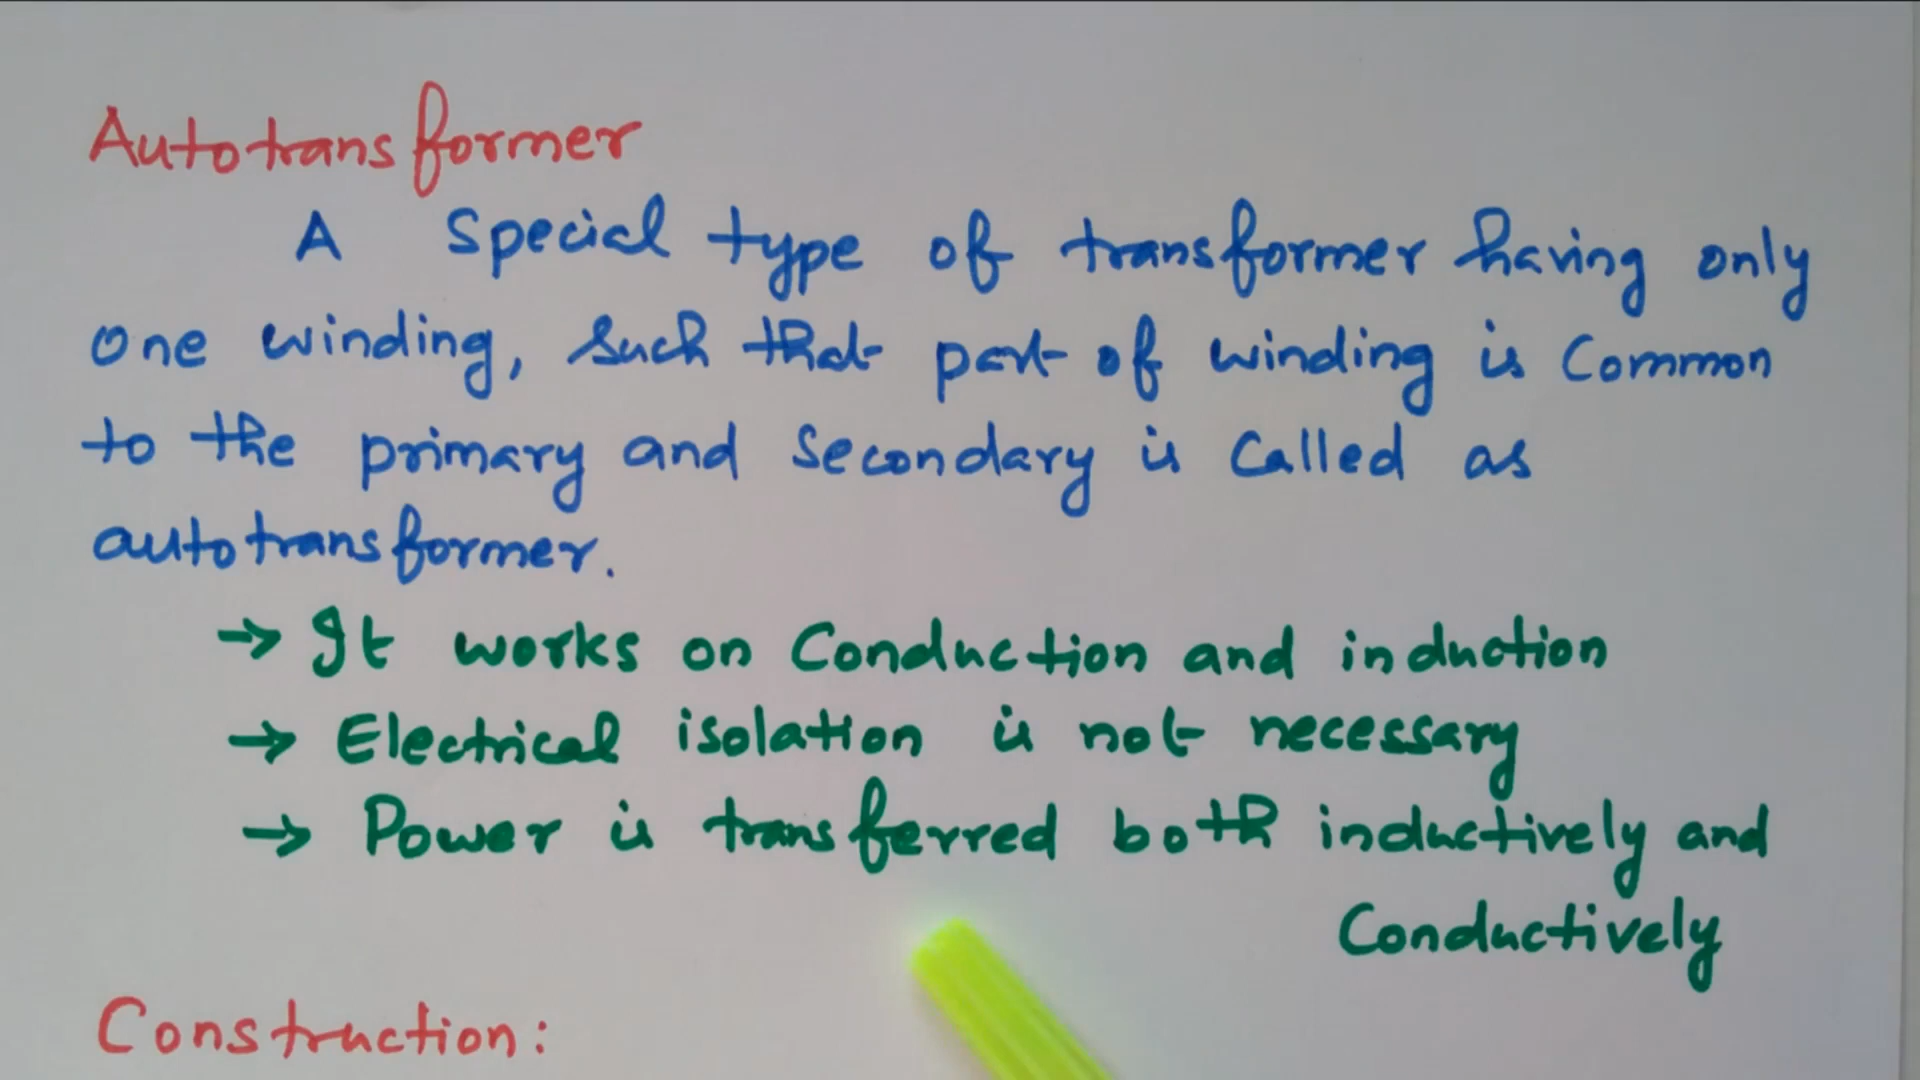 Autotransformer
A special type of transformer having only
one winding, such that part of winding is Common
to the primary and secondary is called as
autotransformer.
→ It works on Conduction and induction
→ Electrical isolation is not necessary
→ Power is transferred both inductively and
Conductively
Construction: